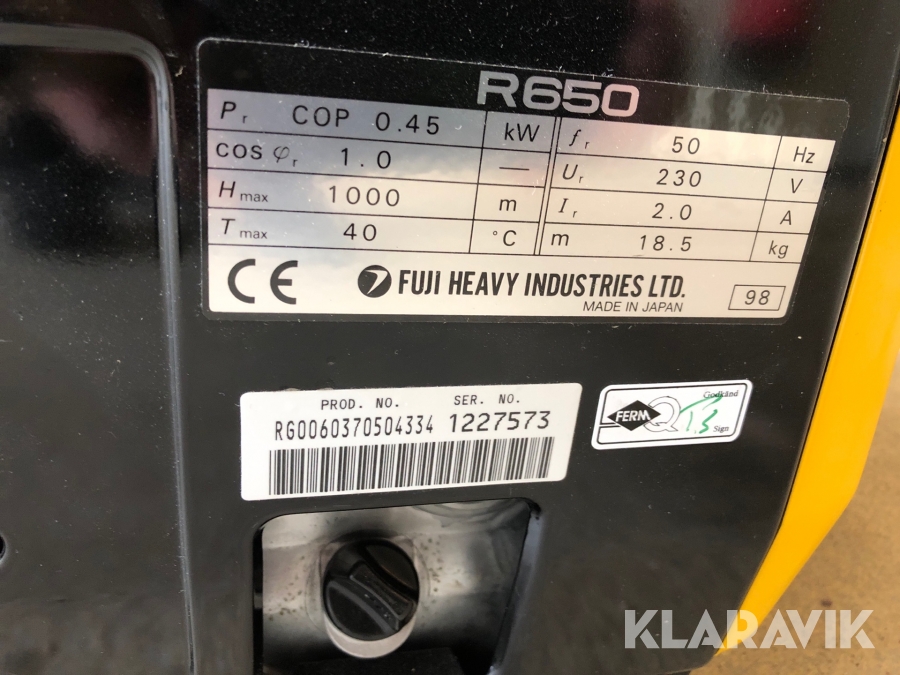 R650
Pr COP 0.45 kW fr 50 Hz
cos φr 1.0 — Ur 230 V
Hmax 1000 m Ir 2.0 A
Tmax 40 °C m 18.5 kg
CE FUJI HEAVY INDUSTRIES LTD. 98
MADE IN JAPAN
PROD. NO. SER. NO.
RG0060370504334 1227573
Godkänd
FERM Q T.S
Sign
KLARAVIK